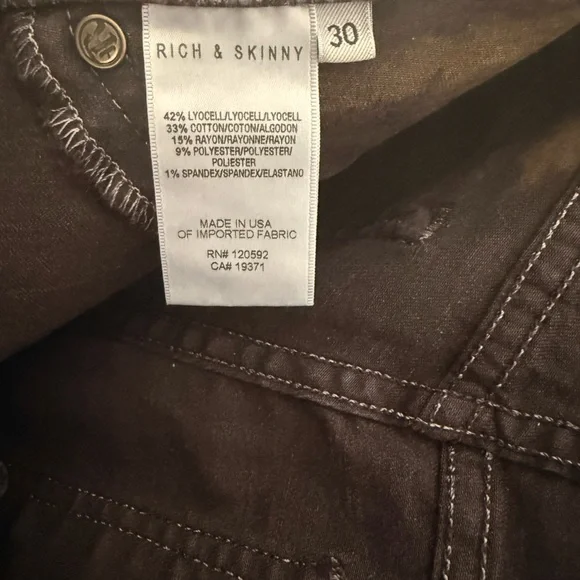 RICH & SKINNY
30
42% LYOCELL/LYOCELL/LYOCELL
33% COTTON/COTON/ALGODON
15% RAYON/RAYONNE/RAYON
9% POLYESTER/POLYESTER/
POLIESTER
1% SPANDEX/SPANDEX/ELASTANO
MADE IN USA
OF IMPORTED FABRIC
RN# 120592
CA# 19371